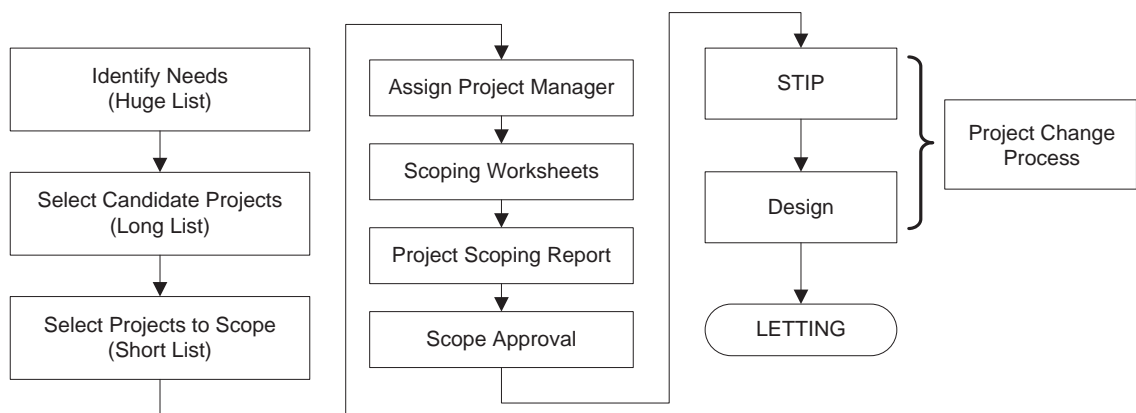 Identify Needs
(Huge List)
Select Candidate Projects
(Long List)
Select Projects to Scope
(Short List)
Assign Project Manager
Scoping Worksheets
Project Scoping Report
Scope Approval
STIP
Design
LETTING
Project Change
Process